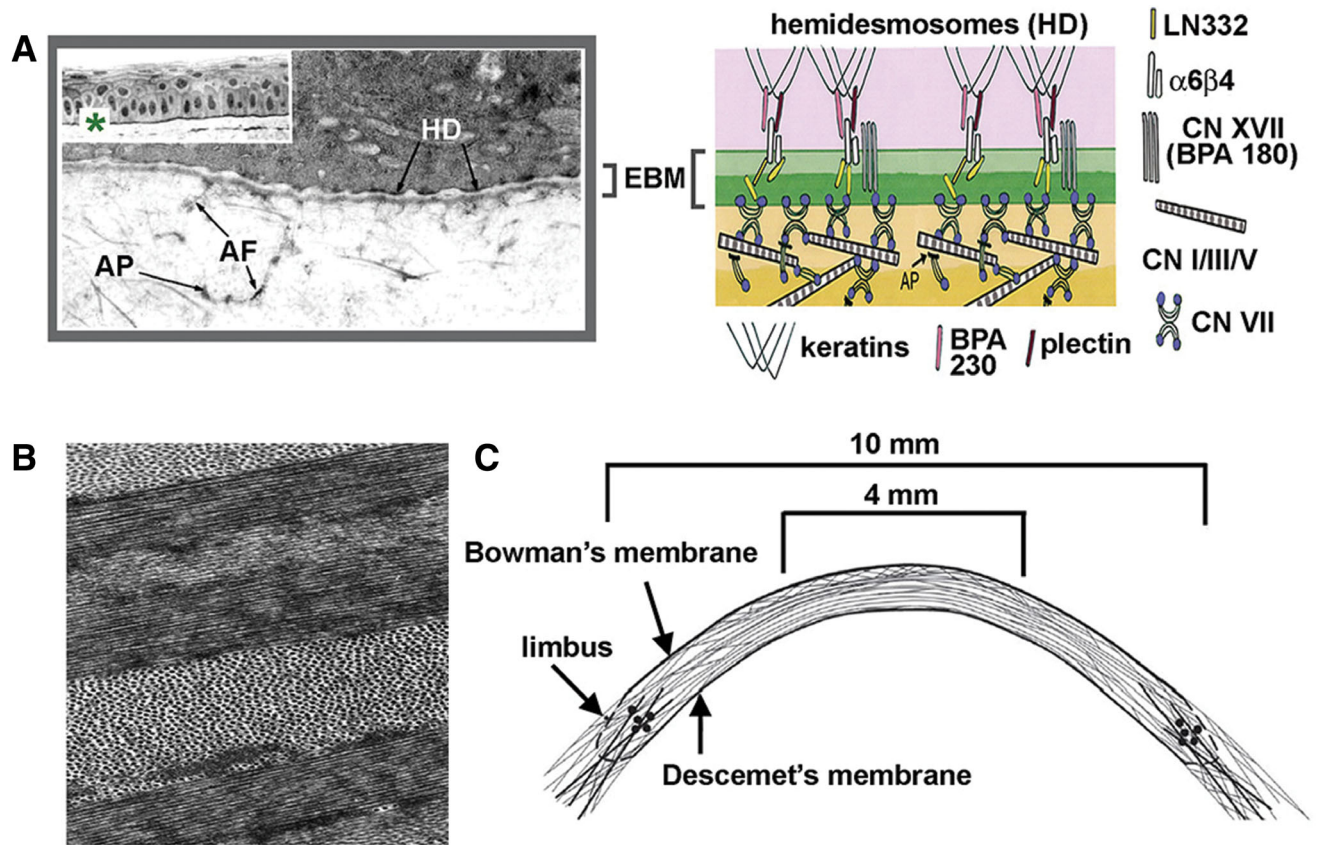 A
HD
AP
AF
*
EBM
hemidesmosomes (HD)
AP
LN332
α6β4
CN XVII
(BPA 180)
CN I/III/V
CN VII
keratins
BPA
230
plectin
B
C
10 mm
4 mm
Bowman's membrane
limbus
Descemet's membrane